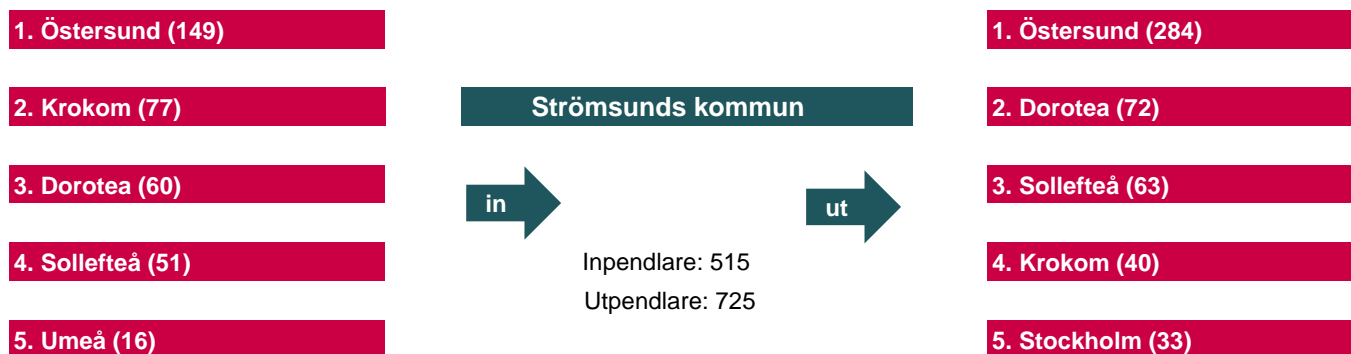 1. Östersund (149)
2. Krokom (77)
3. Dorotea (60)
4. Sollefteå (51)
5. Umeå (16)
Strömsunds kommun
in
ut
Inpendlare: 515
Utpendlare: 725
1. Östersund (284)
2. Dorotea (72)
3. Sollefteå (63)
4. Krokom (40)
5. Stockholm (33)